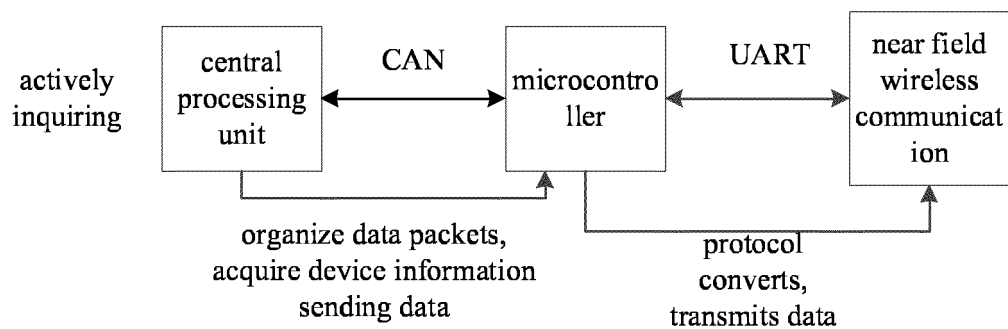 actively
inquiring
central
processing
unit
CAN
microcontro
ller
UART
near field
wireless
communicat
ion
organize data packets,
acquire device information
sending data
protocol
converts,
transmits data